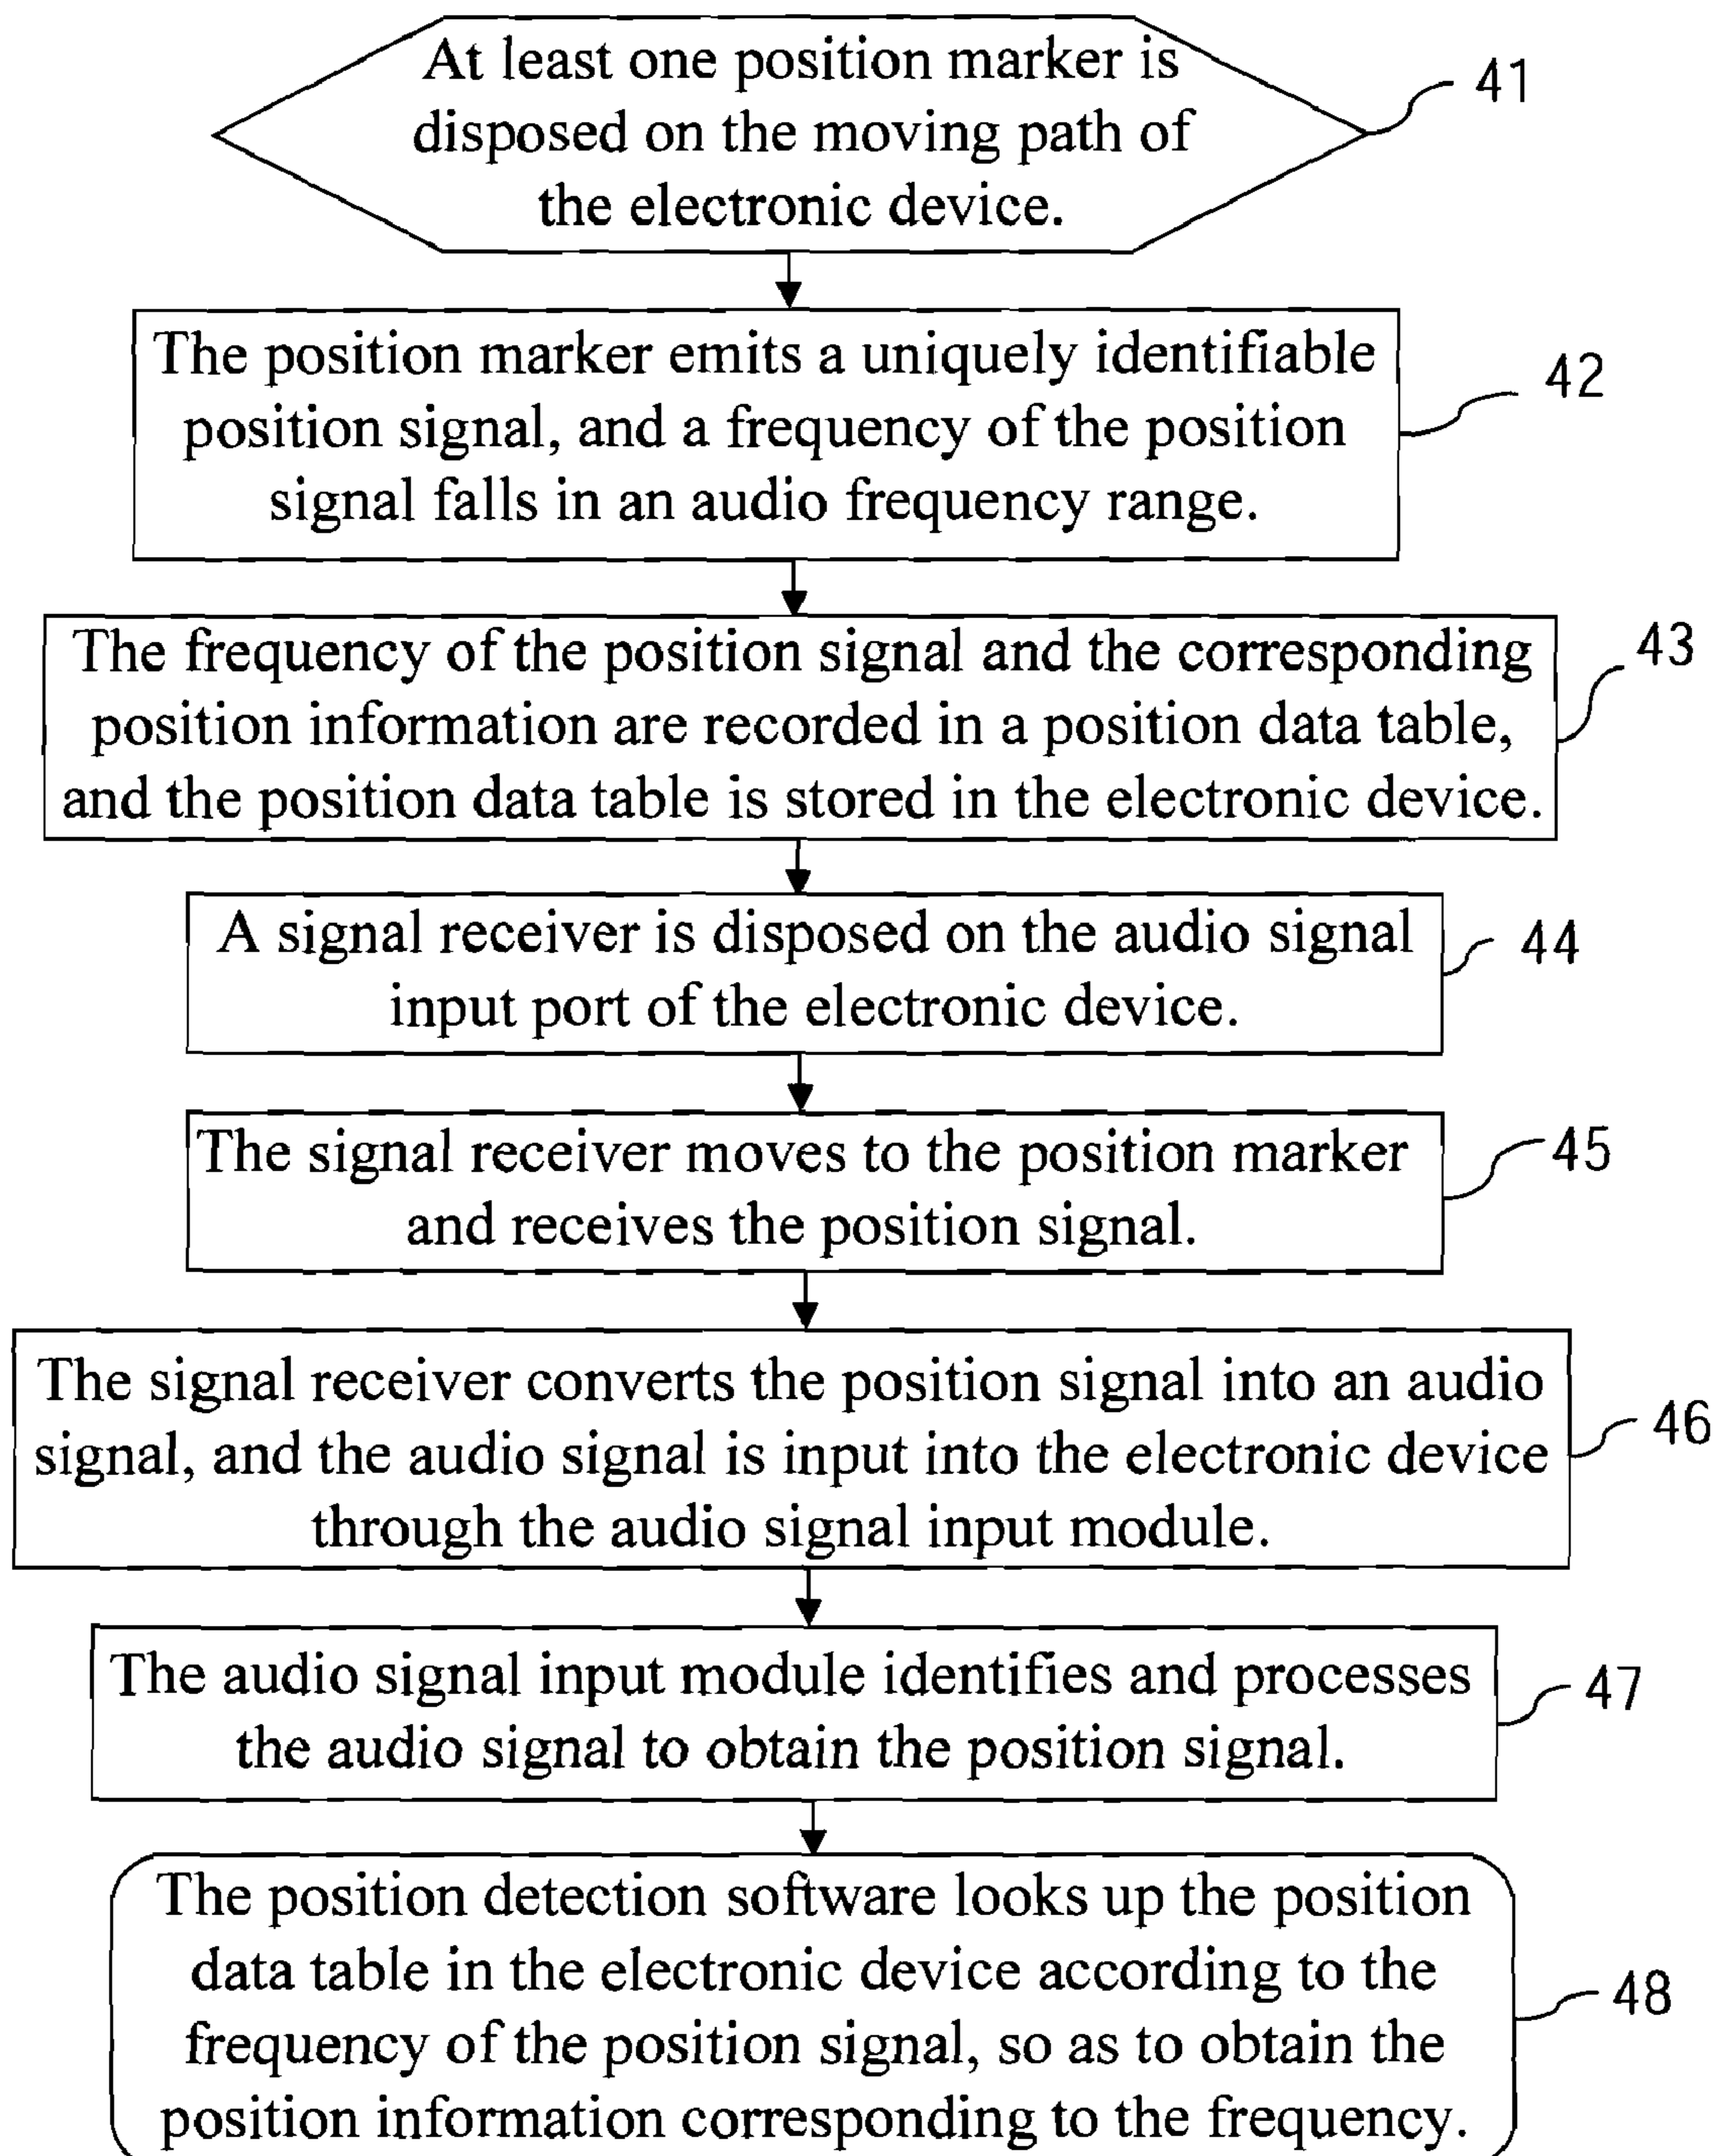 At least one position marker is
disposed on the moving path of
the electronic device.
41
The position marker emits a uniquely identifiable
position signal, and a frequency of the position
signal falls in an audio frequency range.
42
The frequency of the position signal and the corresponding
position information are recorded in a position data table,
and the position data table is stored in the electronic device.
43
A signal receiver is disposed on the audio signal
input port of the electronic device.
44
The signal receiver moves to the position marker
and receives the position signal.
45
The signal receiver converts the position signal into an audio
signal, and the audio signal is input into the electronic device
through the audio signal input module.
46
The audio signal input module identifies and processes
the audio signal to obtain the position signal.
47
The position detection software looks up the position
data table in the electronic device according to the
frequency of the position signal, so as to obtain the
position information corresponding to the frequency.
48